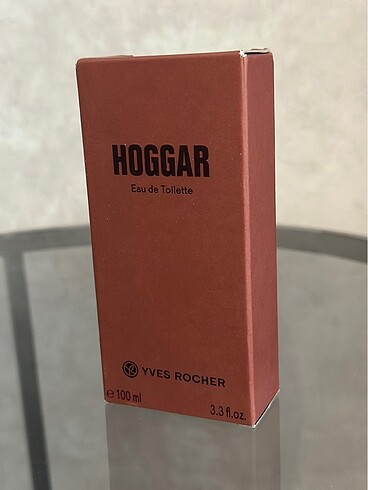 HOGGAR
Eau de Toilette
YVES ROCHER
℮ 100 ml
3.3 fl.oz.